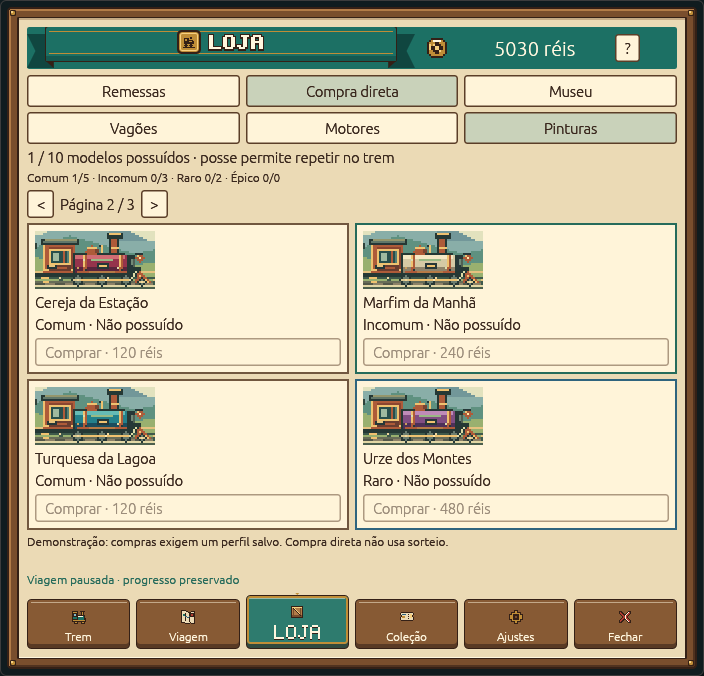 LOJA
5030 réis
?
Remessas
Compra direta
Museu
Vagões
Motores
Pinturas
1 / 10 modelos possuídos · posse permite repetir no trem
Comum 1/5 · Incomum 0/3 · Raro 0/2 · Épico 0/0
< Página 2 / 3 >
Cereja da Estação
Comum · Não possuído
Comprar · 120 réis
Marfim da Manhã
Incomum · Não possuído
Comprar · 240 réis
Turquesa da Lagoa
Comum · Não possuído
Comprar · 120 réis
Urze dos Montes
Raro · Não possuído
Comprar · 480 réis
Demonstração: compras exigem um perfil salvo. Compra direta não usa sorteio.
Viagem pausada · progresso preservado
Trem
Viagem
LOJA
Coleção
Ajustes
Fechar